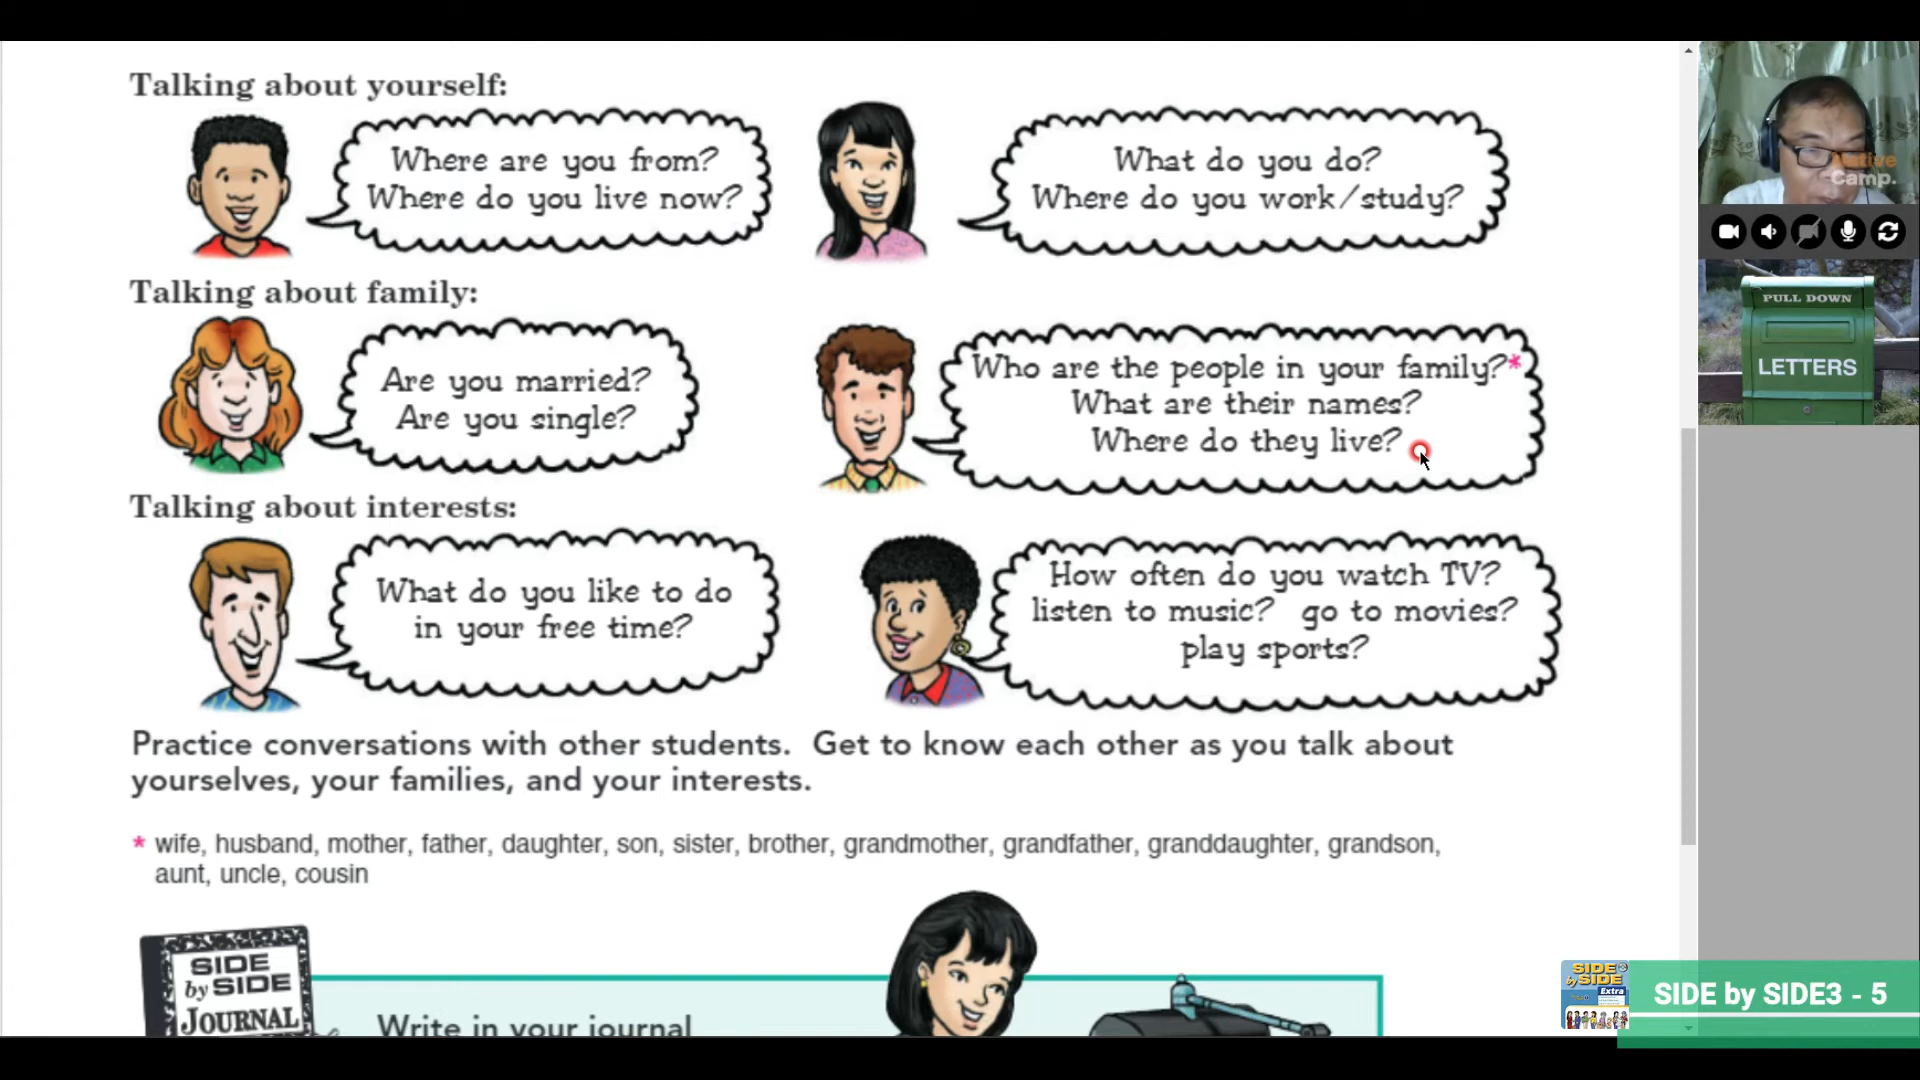 Talking about yourself:
Where are you from?
Where do you live now?
What do you do?
Where do you work/study?
Talking about family:
Are you married?
Are you single?
Who are the people in your family?*
What are their names?
Where do they live?
Talking about interests:
What do you like to do
in your free time?
How often do you watch TV?
listen to music? go to movies?
play sports?
Practice conversations with other students. Get to know each other as you talk about
yourselves, your families, and your interests.
* wife, husband, mother, father, daughter, son, sister, brother, grandmother, grandfather, granddaughter, grandson,
aunt, uncle, cousin
SIDE
by SIDE
JOURNAL
Write in your journal
Native
Camp.
PULL DOWN
LETTERS
SIDE
by
SIDE
Extra
SIDE by SIDE3 - 5